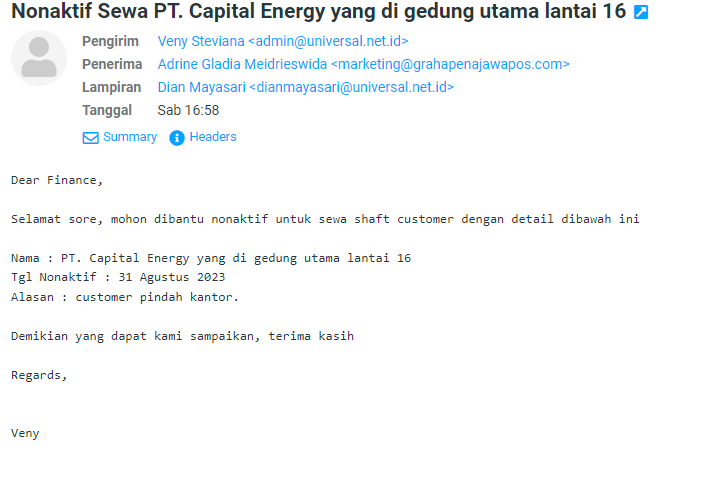 Nonaktif Sewa PT. Capital Energy yang di gedung utama lantai 16
Pengirim Veny Steviana <admin@universal.net.id>
Penerima Adrine Gladia Meidrieswida <marketing@grahapenajawapos.com>
Lampiran Dian Mayasari <dianmayasari@universal.net.id>
Tanggal Sab 16:58
Summary Headers
Dear Finance,
Selamat sore, mohon dibantu nonaktif untuk sewa shaft customer dengan detail dibawah ini
Nama : PT. Capital Energy yang di gedung utama lantai 16
Tgl Nonaktif : 31 Agustus 2023
Alasan : customer pindah kantor.
Demikian yang dapat kami sampaikan, terima kasih
Regards,
Veny